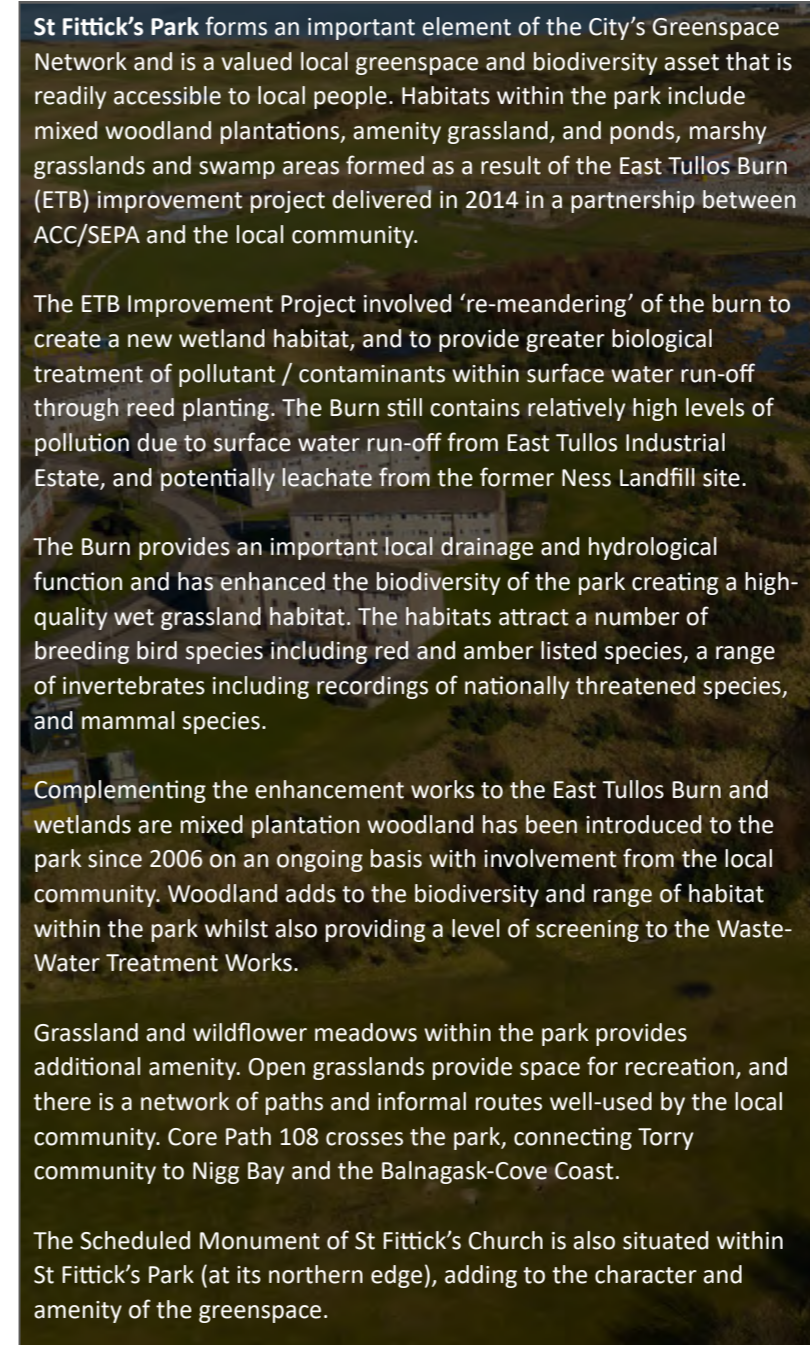 St Fittick's Park forms an important element of the City's Greenspace
Network and is a valued local greenspace and biodiversity asset that is
readily accessible to local people. Habitats within the park include
mixed woodland plantations, amenity grassland, and ponds, marshy
grasslands and swamp areas formed as a result of the East Tullos Burn
(ETB) improvement project delivered in 2014 in a partnership between
ACC/SEPA and the local community.
The ETB Improvement Project involved 're-meandering' of the burn to
create a new wetland habitat, and to provide greater biological
treatment of pollutant / contaminants within surface water run-off
through reed planting. The Burn still contains relatively high levels of
pollution due to surface water run-off from East Tullos Industrial
Estate, and potentially leachate from the former Ness Landfill site.
The Burn provides an important local drainage and hydrological
function and has enhanced the biodiversity of the park creating a high-
quality wet grassland habitat. The habitats attract a number of
breeding bird species including red and amber listed species, a range
of invertebrates including recordings of nationally threatened species,
and mammal species.
Complementing the enhancement works to the East Tullos Burn and
wetlands are mixed plantation woodland has been introduced to the
park since 2006 on an ongoing basis with involvement from the local
community. Woodland adds to the biodiversity and range of habitat
within the park whilst also providing a level of screening to the Waste-
Water Treatment Works.
Grassland and wildflower meadows within the park provides
additional amenity. Open grasslands provide space for recreation, and
there is a network of paths and informal routes well-used by the local
community. Core Path 108 crosses the park, connecting Torry
community to Nigg Bay and the Balnagask-Cove Coast.
The Scheduled Monument of St Fittick's Church is also situated within
St Fittick's Park (at its northern edge), adding to the character and
amenity of the greenspace.